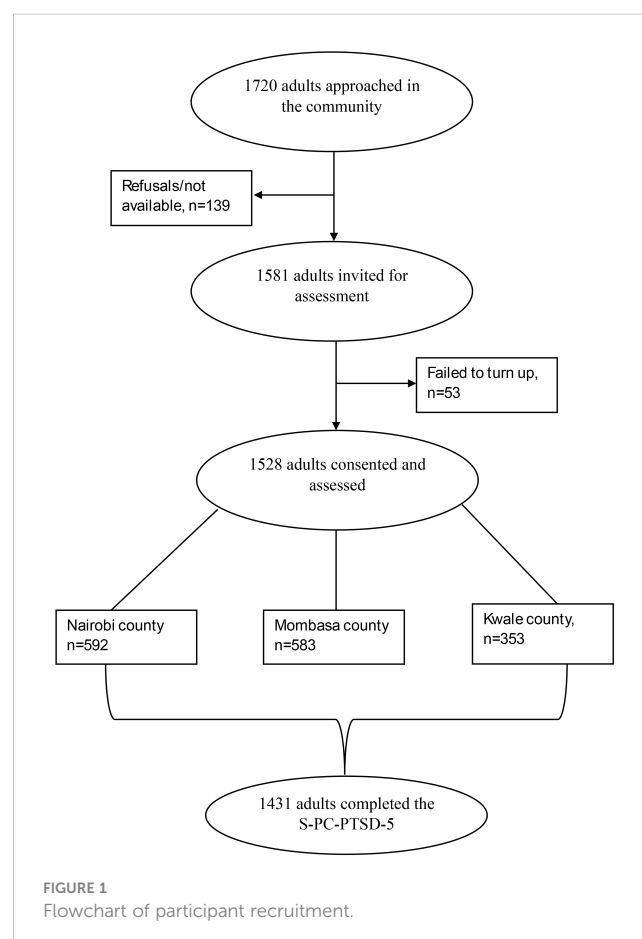 1720 adults approached in
the community
Refusals/not
available, n=139
1581 adults invited for
assessment
Failed to turn up,
n=53
1528 adults consented and
assessed
Nairobi county
n=592
Mombasa county
n=583
Kwale county,
n=353
1431 adults completed the
S-PC-PTSD-5
FIGURE 1
Flowchart of participant recruitment.